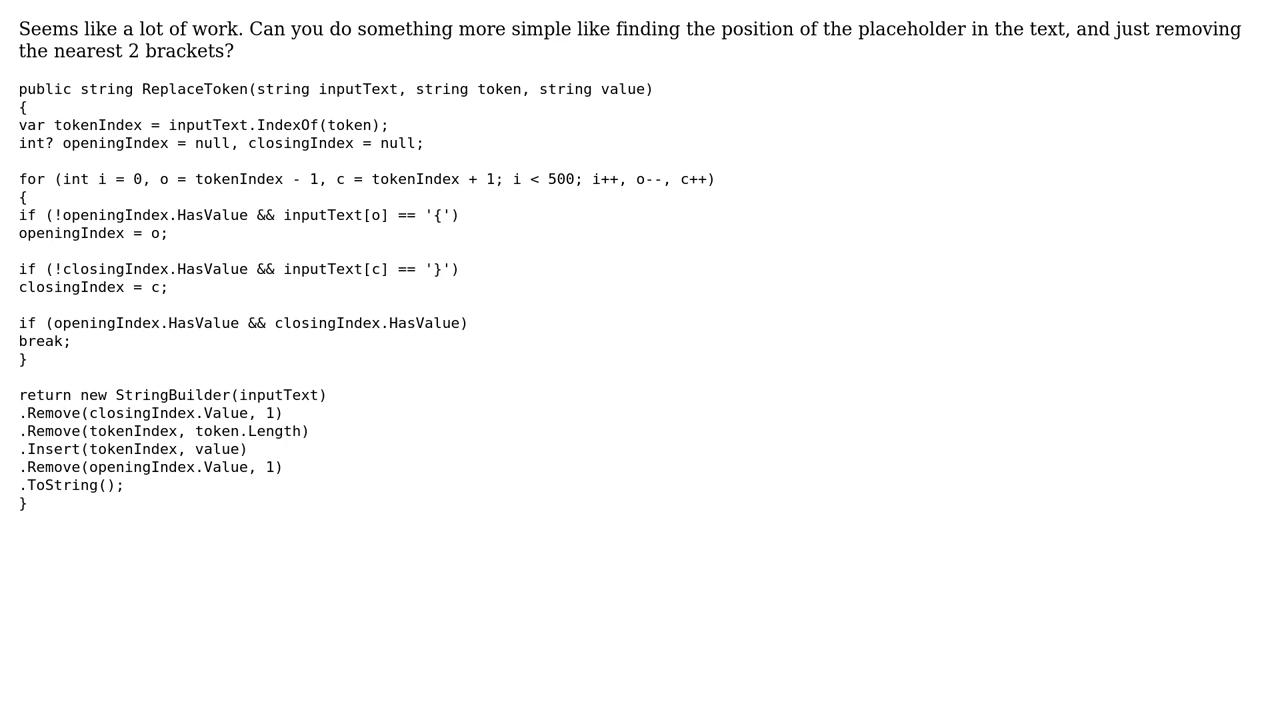 Seems like a lot of work. Can you do something more simple like finding the position of the placeholder in the text, and just removing
the nearest 2 brackets?
public string ReplaceToken(string inputText, string token, string value)
{
var tokenIndex = inputText.IndexOf(token);
int? openingIndex = null, closingIndex = null;
for (int i = 0, o = tokenIndex - 1, c = tokenIndex + 1; i < 500; i++, o--, c++)
{
if (!openingIndex.HasValue && inputText[o] == '{')
openingIndex = o;
if (!closingIndex.HasValue && inputText[c] == '}')
closingIndex = c;
if (openingIndex.HasValue && closingIndex.HasValue)
break;
}
return new StringBuilder(inputText)
.Remove(closingIndex.Value, 1)
.Remove(tokenIndex, token.Length)
.Insert(tokenIndex, value)
.Remove(openingIndex.Value, 1)
.ToString();
}